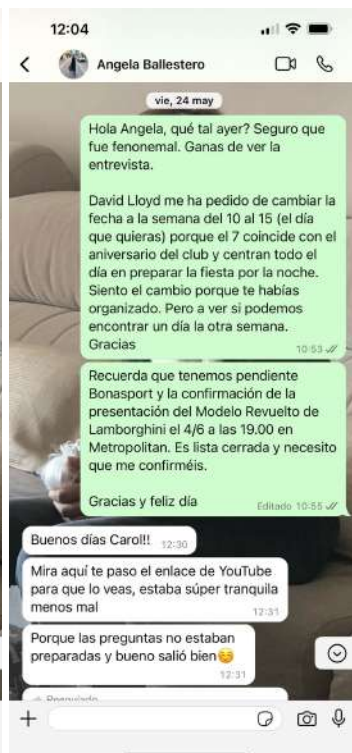 12:04
Angela Ballestero
vie, 24 may
Hola Angela, qué tal ayer? Seguro que
fue fenonemal. Ganas de ver la
entrevista.
David Lloyd me ha pedido de cambiar la
fecha a la semana del 10 al 15 (el día
que quieras) porque el 7 coincide con el
aniversario del club y centran todo el
día en preparar la fiesta por la noche.
Siento el cambio porque te habías
organizado. Pero a ver si podemos
encontrar un día la otra semana.
Gracias
10:53
Recuerda que tenemos pendiente
Bonasport y la confirmación de la
presentación del Modelo Revuelto de
Lamborghini el 4/6 a las 19.00 en
Metropolitan. Es lista cerrada y necesito
que me confirméis.
Gracias y feliz día
Editado 10:55
Buenos días Carol!!
12:30
Mira aquí te paso el enlace de YouTube
para que lo veas, estaba súper tranquila
menos mal
12:31
Porque las preguntas no estaban
preparadas y bueno salió bien☺️
12:31
Reenviado